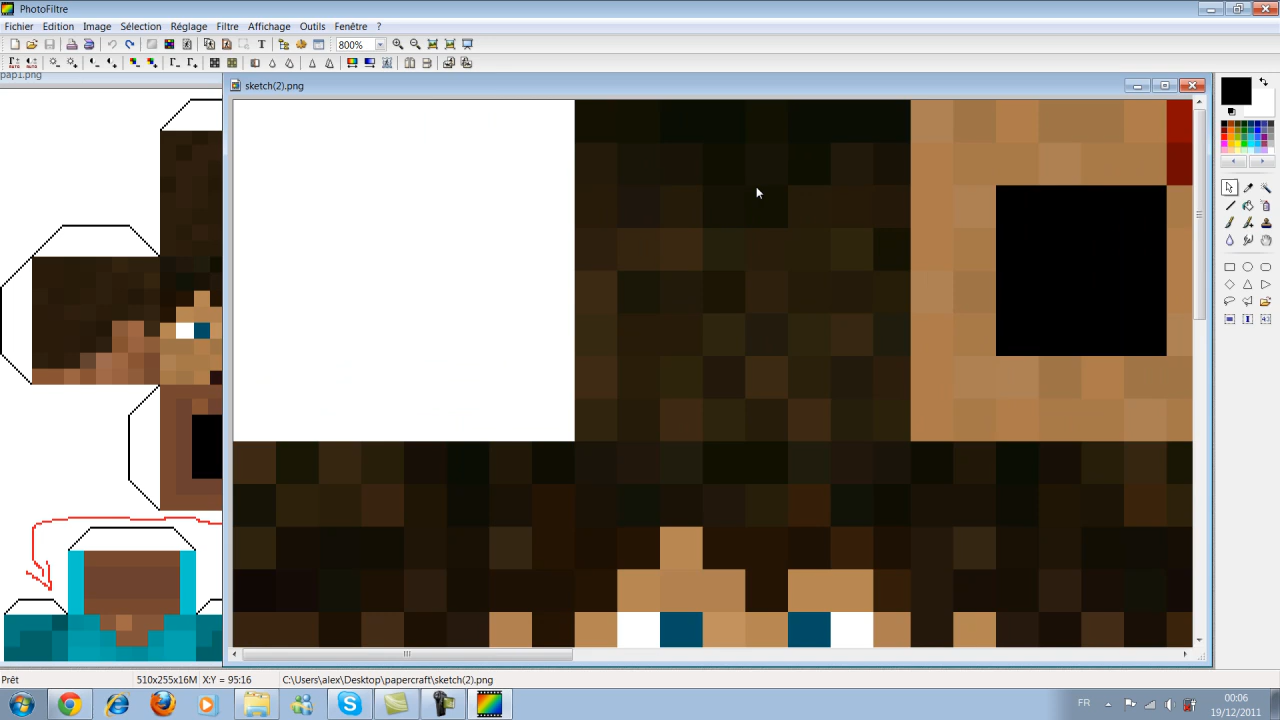 PhotoFiltre
Fichier Edition Image Sélection Réglage Filtre Affichage Outils Fenêtre ?
800%
pap1.png
sketch(2).png
Prêt 510x255x16M X:Y = 95:16 C:\Users\alex\Desktop\papercraft\sketch(2).png
FR 00:06
19/12/2011